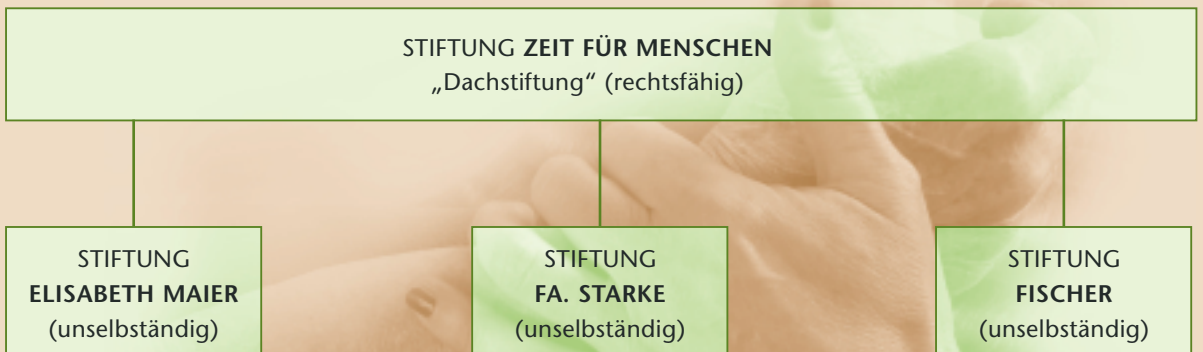 STIFTUNG ZEIT FÜR MENSCHEN
„Dachstiftung“ (rechtsfähig)
STIFTUNG
ELISABETH MAIER
(unselbständig)
STIFTUNG
FA. STARKE
(unselbständig)
STIFTUNG
FISCHER
(unselbständig)